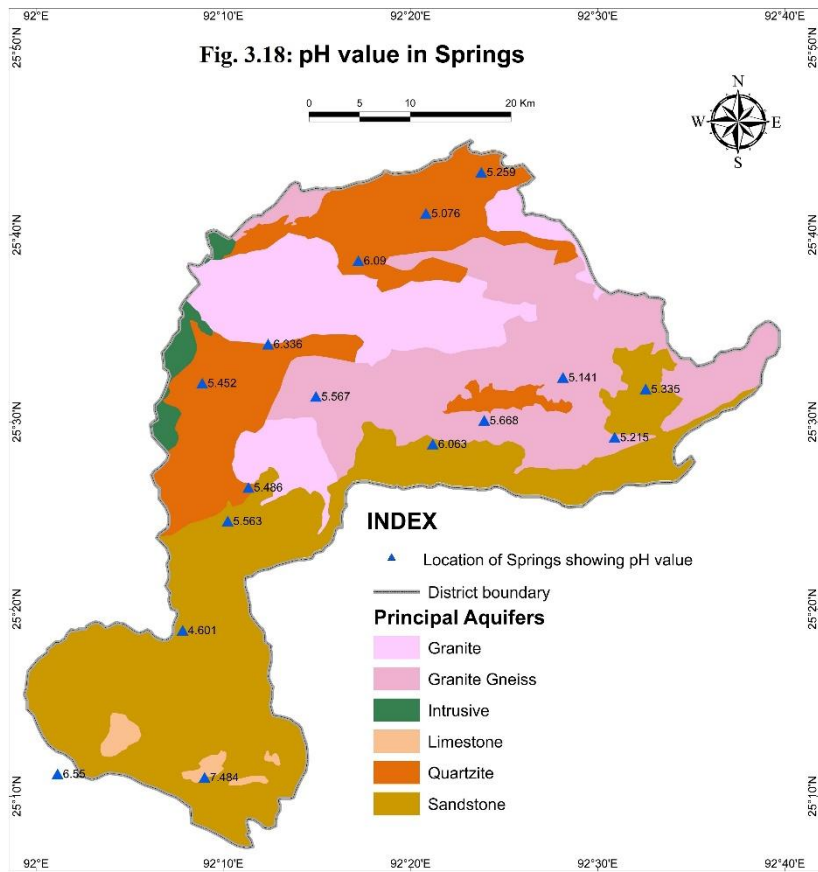 92°E 92°10'E 92°20'E 92°30'E 92°40'E
25°50'N 25°50'N
Fig. 3.18: pH value in Springs
0 5 10 20 Km
N
W E
S
5.259
5.076
25°40'N 25°40'N
6.09
6.336
5.141
5.452
5.335
5.567
25°30'N 25°30'N
5.668
5.215
6.063
5.486
5.563
INDEX
Location of Springs showing pH value
District boundary
25°20'N 25°20'N
Principal Aquifers
4.601
Granite
Granite Gneiss
Intrusive
Limestone
6.55
7.484
Quartzite
25°10'N 25°10'N
Sandstone
92°E 92°10'E 92°20'E 92°30'E 92°40'E